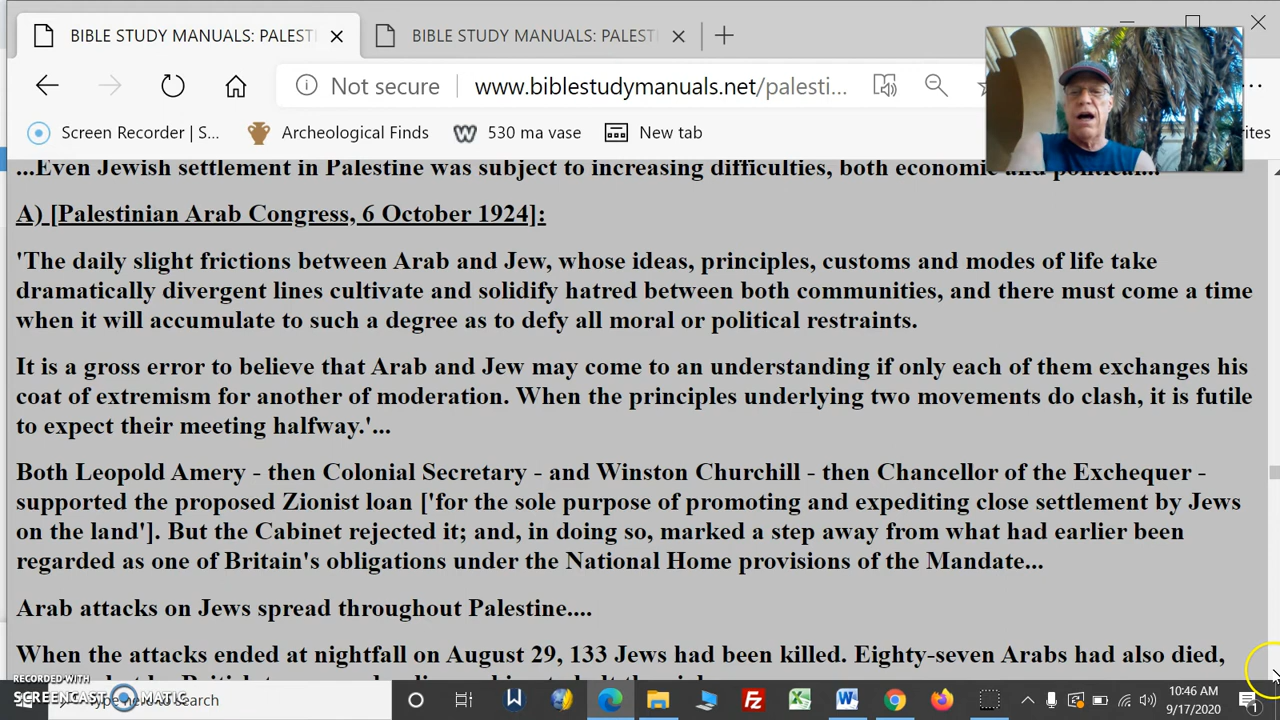 BIBLE STUDY MANUALS: PALEST
BIBLE STUDY MANUALS: PALEST
Not secure
www.biblestudymanuals.net/palesti...
Screen Recorder | S...
Archeological Finds
530 ma vase
New tab
...Even Jewish settlement in Palestine was subject to increasing difficulties, both economic and political...
A) [Palestinian Arab Congress, 6 October 1924]:
'The daily slight frictions between Arab and Jew, whose ideas, principles, customs and modes of life take
dramatically divergent lines cultivate and solidify hatred between both communities, and there must come a time
when it will accumulate to such a degree as to defy all moral or political restraints.
It is a gross error to believe that Arab and Jew may come to an understanding if only each of them exchanges his
coat of extremism for another of moderation. When the principles underlying two movements do clash, it is futile
to expect their meeting halfway.'...
Both Leopold Amery - then Colonial Secretary - and Winston Churchill - then Chancellor of the Exchequer -
supported the proposed Zionist loan ['for the sole purpose of promoting and expediting close settlement by Jews
on the land']. But the Cabinet rejected it; and, in doing so, marked a step away from what had earlier been
regarded as one of Britain's obligations under the National Home provisions of the Mandate...
Arab attacks on Jews spread throughout Palestine....
When the attacks ended at nightfall on August 29, 133 Jews had been killed. Eighty-seven Arabs had also died,
RECORDED WITH
SCREENCAST MATIC
here to search
10:46 AM
9/17/2020